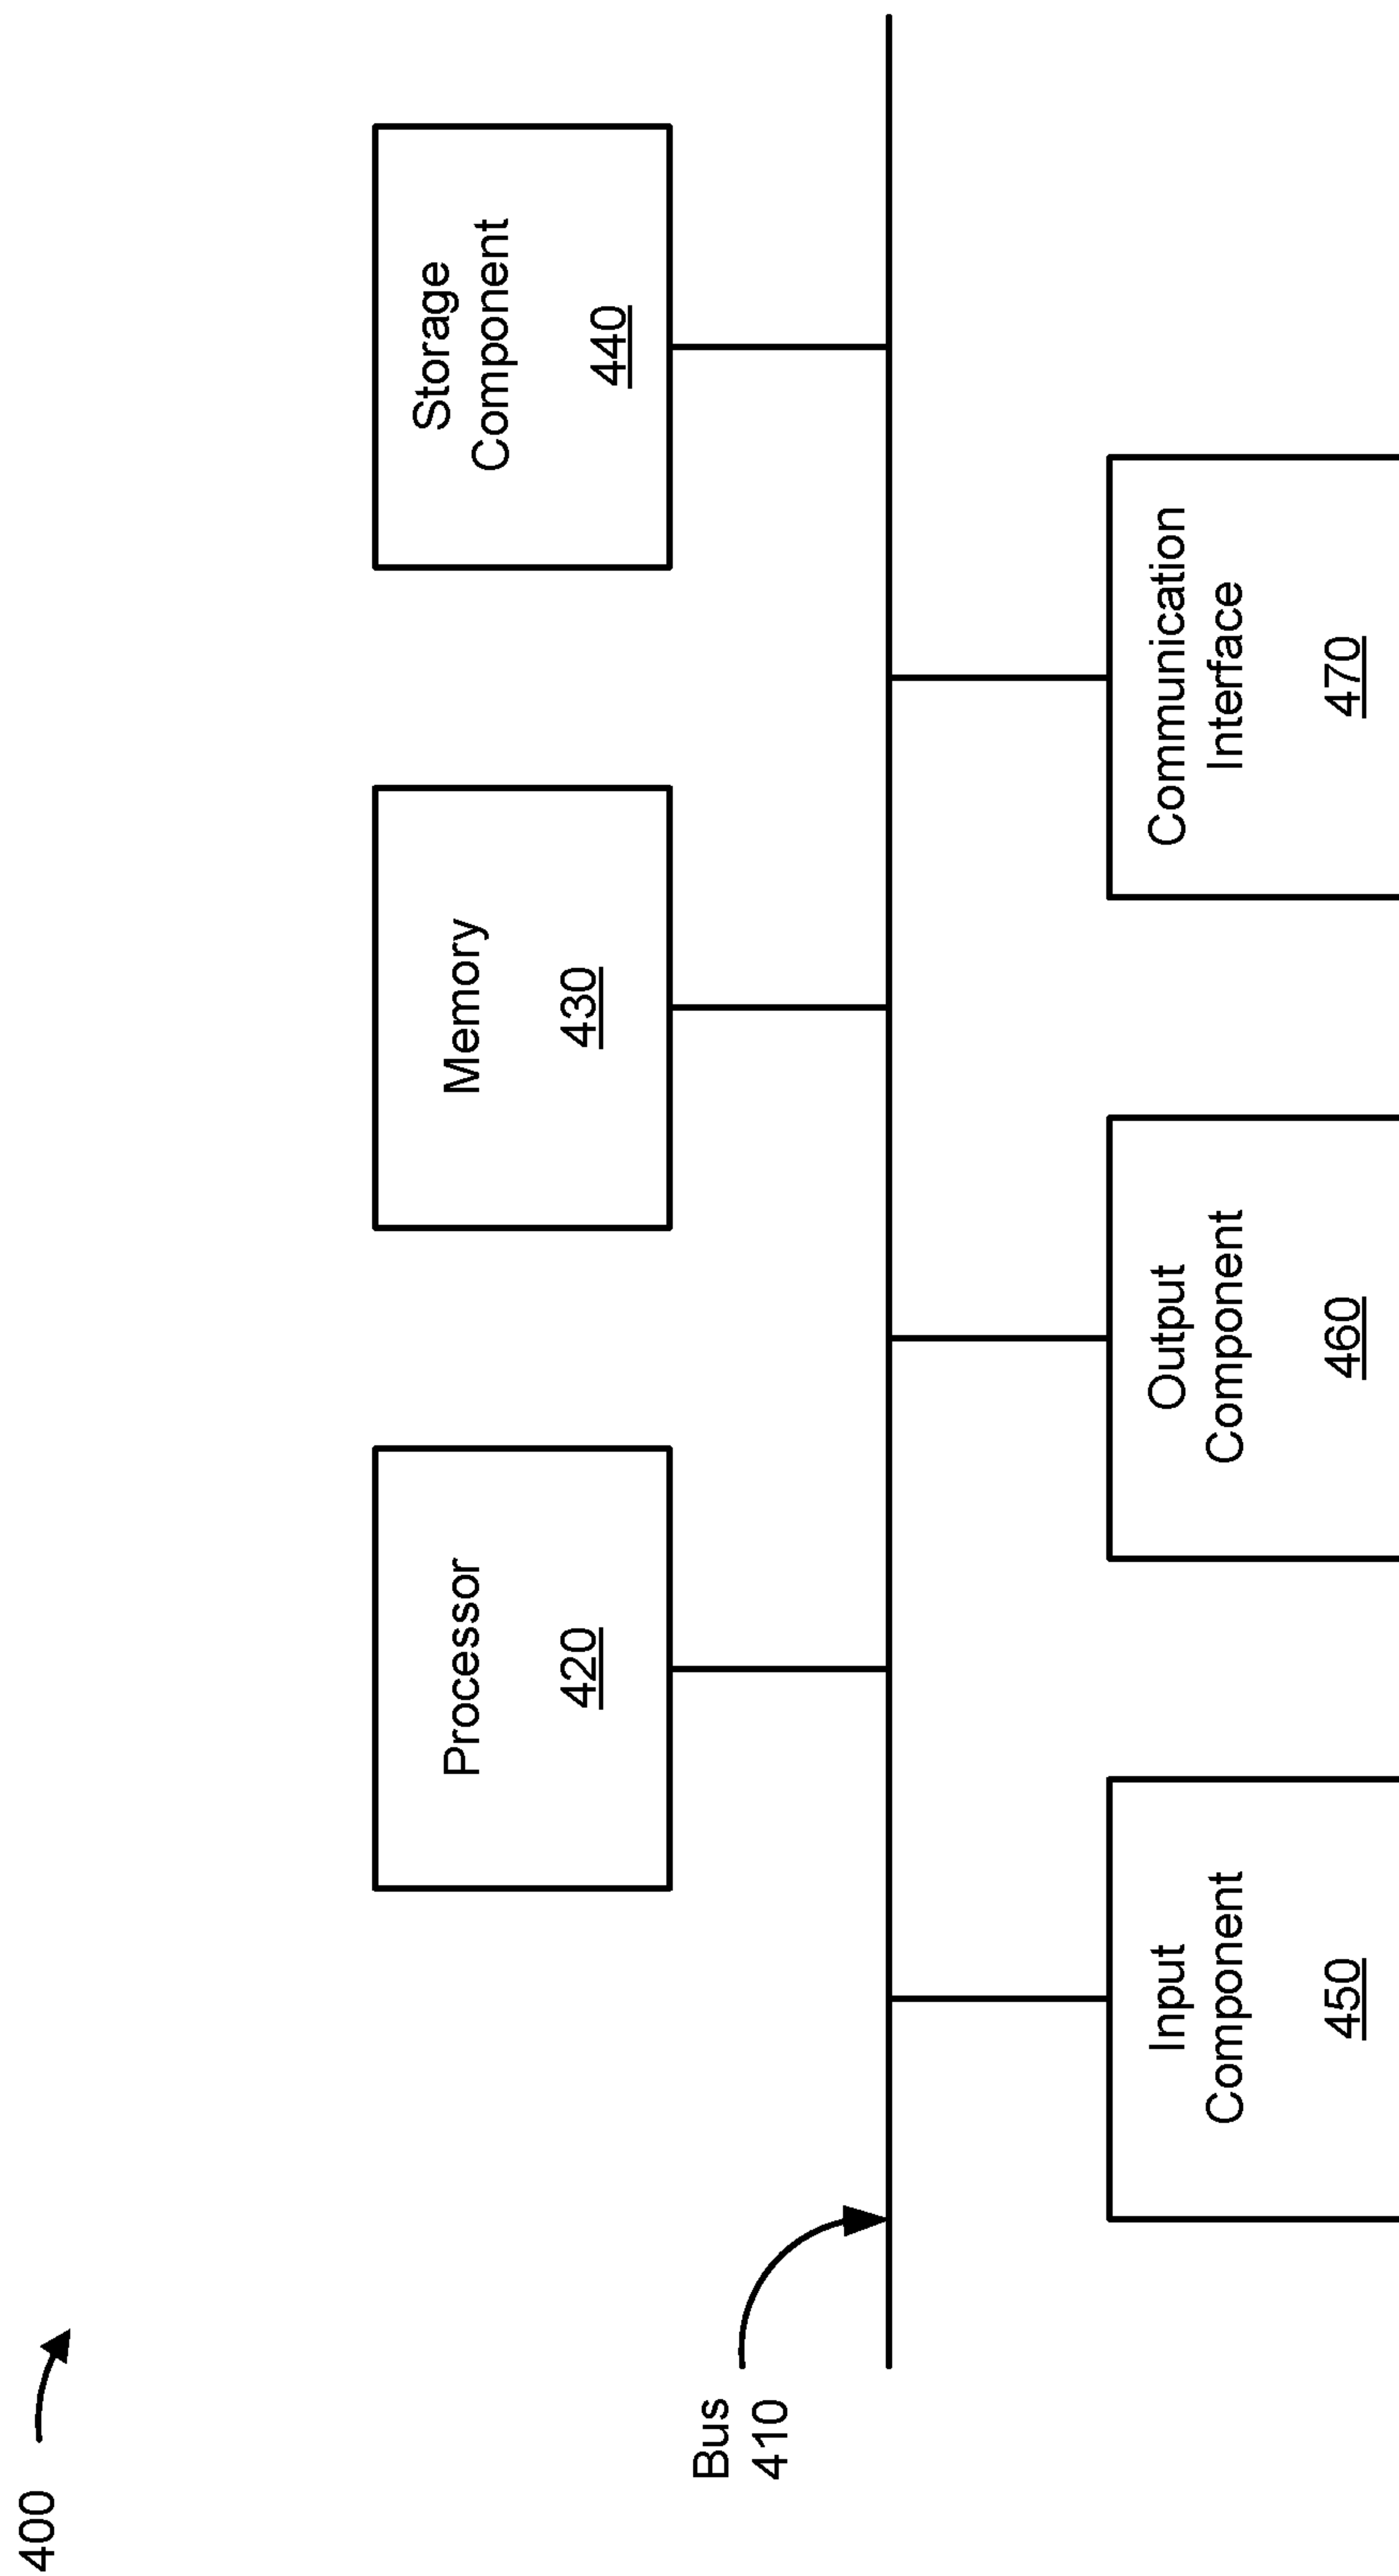 400
Processor
420
Memory
430
Storage
Component
440
Bus
410
Input
Component
450
Output
Component
460
Communication
Interface
470